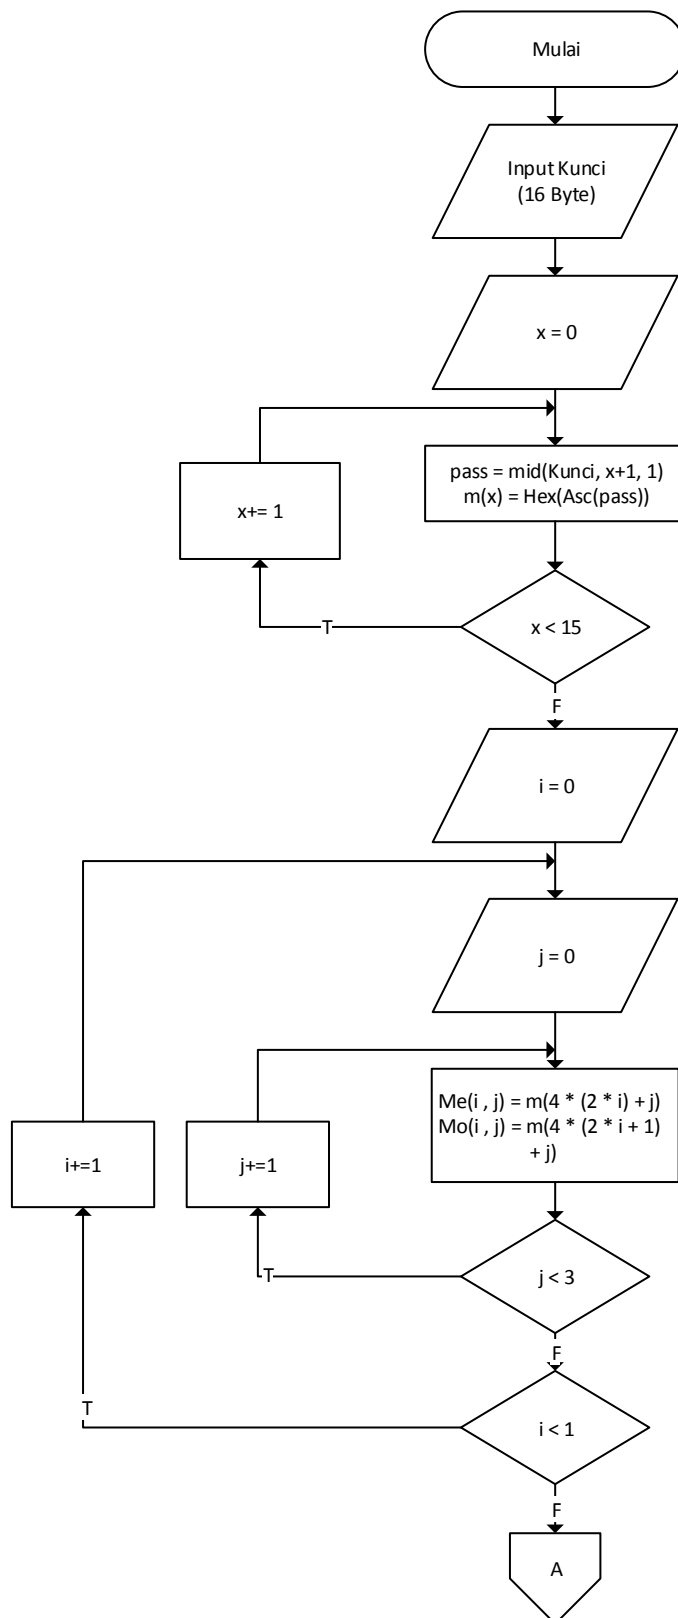 Mulai
Input Kunci
(16 Byte)
x = 0
pass = mid(Kunci, x+1, 1)
m(x) = Hex(Asc(pass))
x+= 1
x < 15
T
F
i = 0
j = 0
Me(i , j) = m(4 * (2 * i) + j)
Mo(i , j) = m(4 * (2 * i + 1)
+ j)
i+=1
j+=1
j < 3
T
F
i < 1
T
F
A